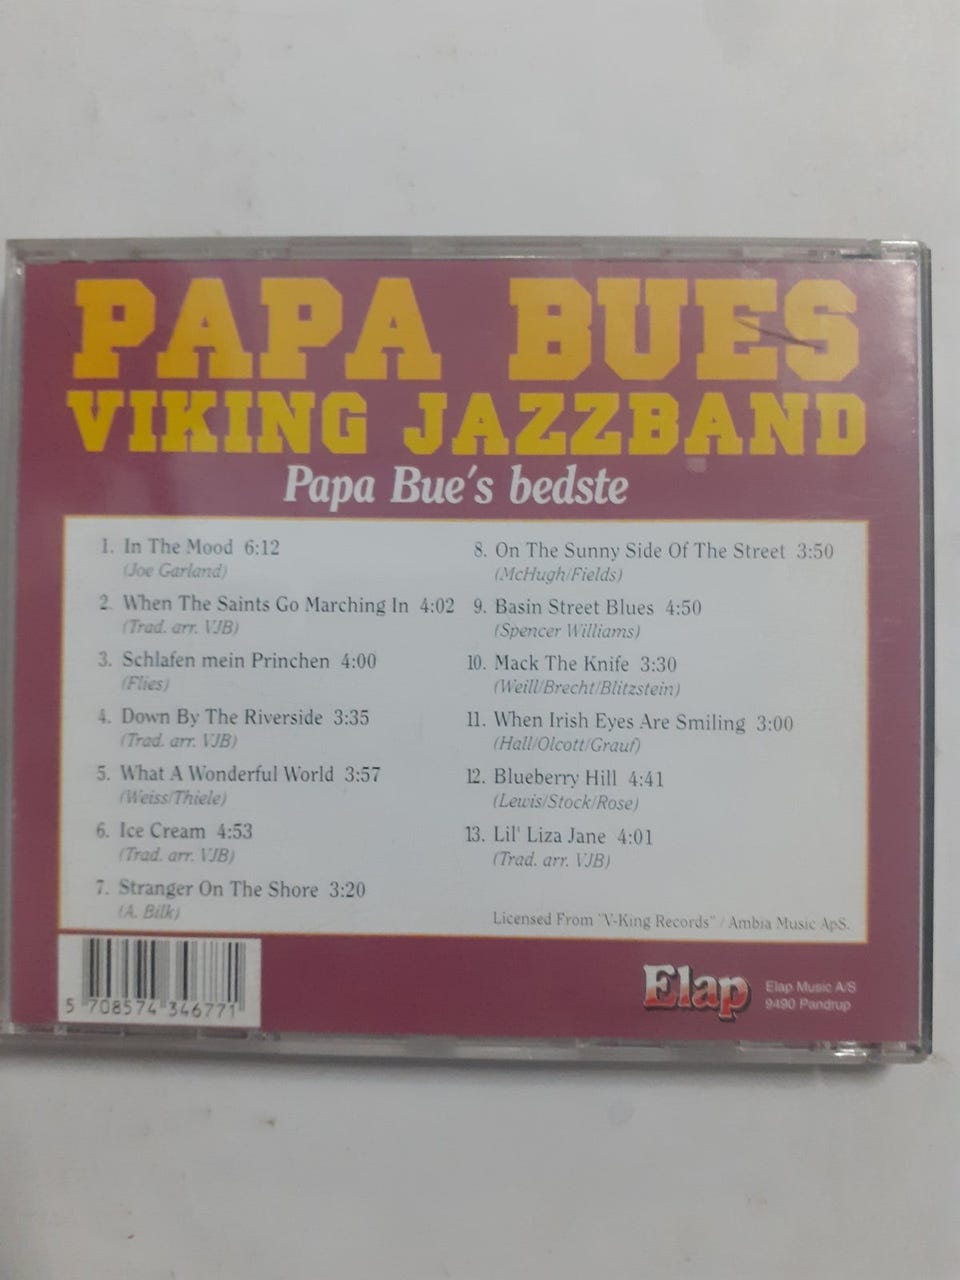 PAPA BUES
VIKING JAZZBAND
Papa Bue's bedste
1. In The Mood 6:12
(Joe Garland)
2. When The Saints Go Marching In 4:02
(Trad. arr. VJB)
3. Schlafen mein Princhen 4:00
(Flies)
4. Down By The Riverside 3:35
(Trad. arr. VJB)
5. What A Wonderful World 3:57
(Weiss/Thiele)
6. Ice Cream 4:53
(Trad. arr. VJB)
7. Stranger On The Shore 3:20
(A. Bilk)
8. On The Sunny Side Of The Street 3:50
(McHugh/Fields)
9. Basin Street Blues 4:50
(Spencer Williams)
10. Mack The Knife 3:30
(Weill/Brecht/Blitzstein)
11. When Irish Eyes Are Smiling 3:00
(Hall/Olcott/Grauf)
12. Blueberry Hill 4:41
(Lewis/Stock/Rose)
13. Lil' Liza Jane 4:01
(Trad. arr. VJB)
Licensed From "V-King Records" / Ambia Music ApS.
5 708574 346771
Elap
Elap Music A/S
9490 Pandrup